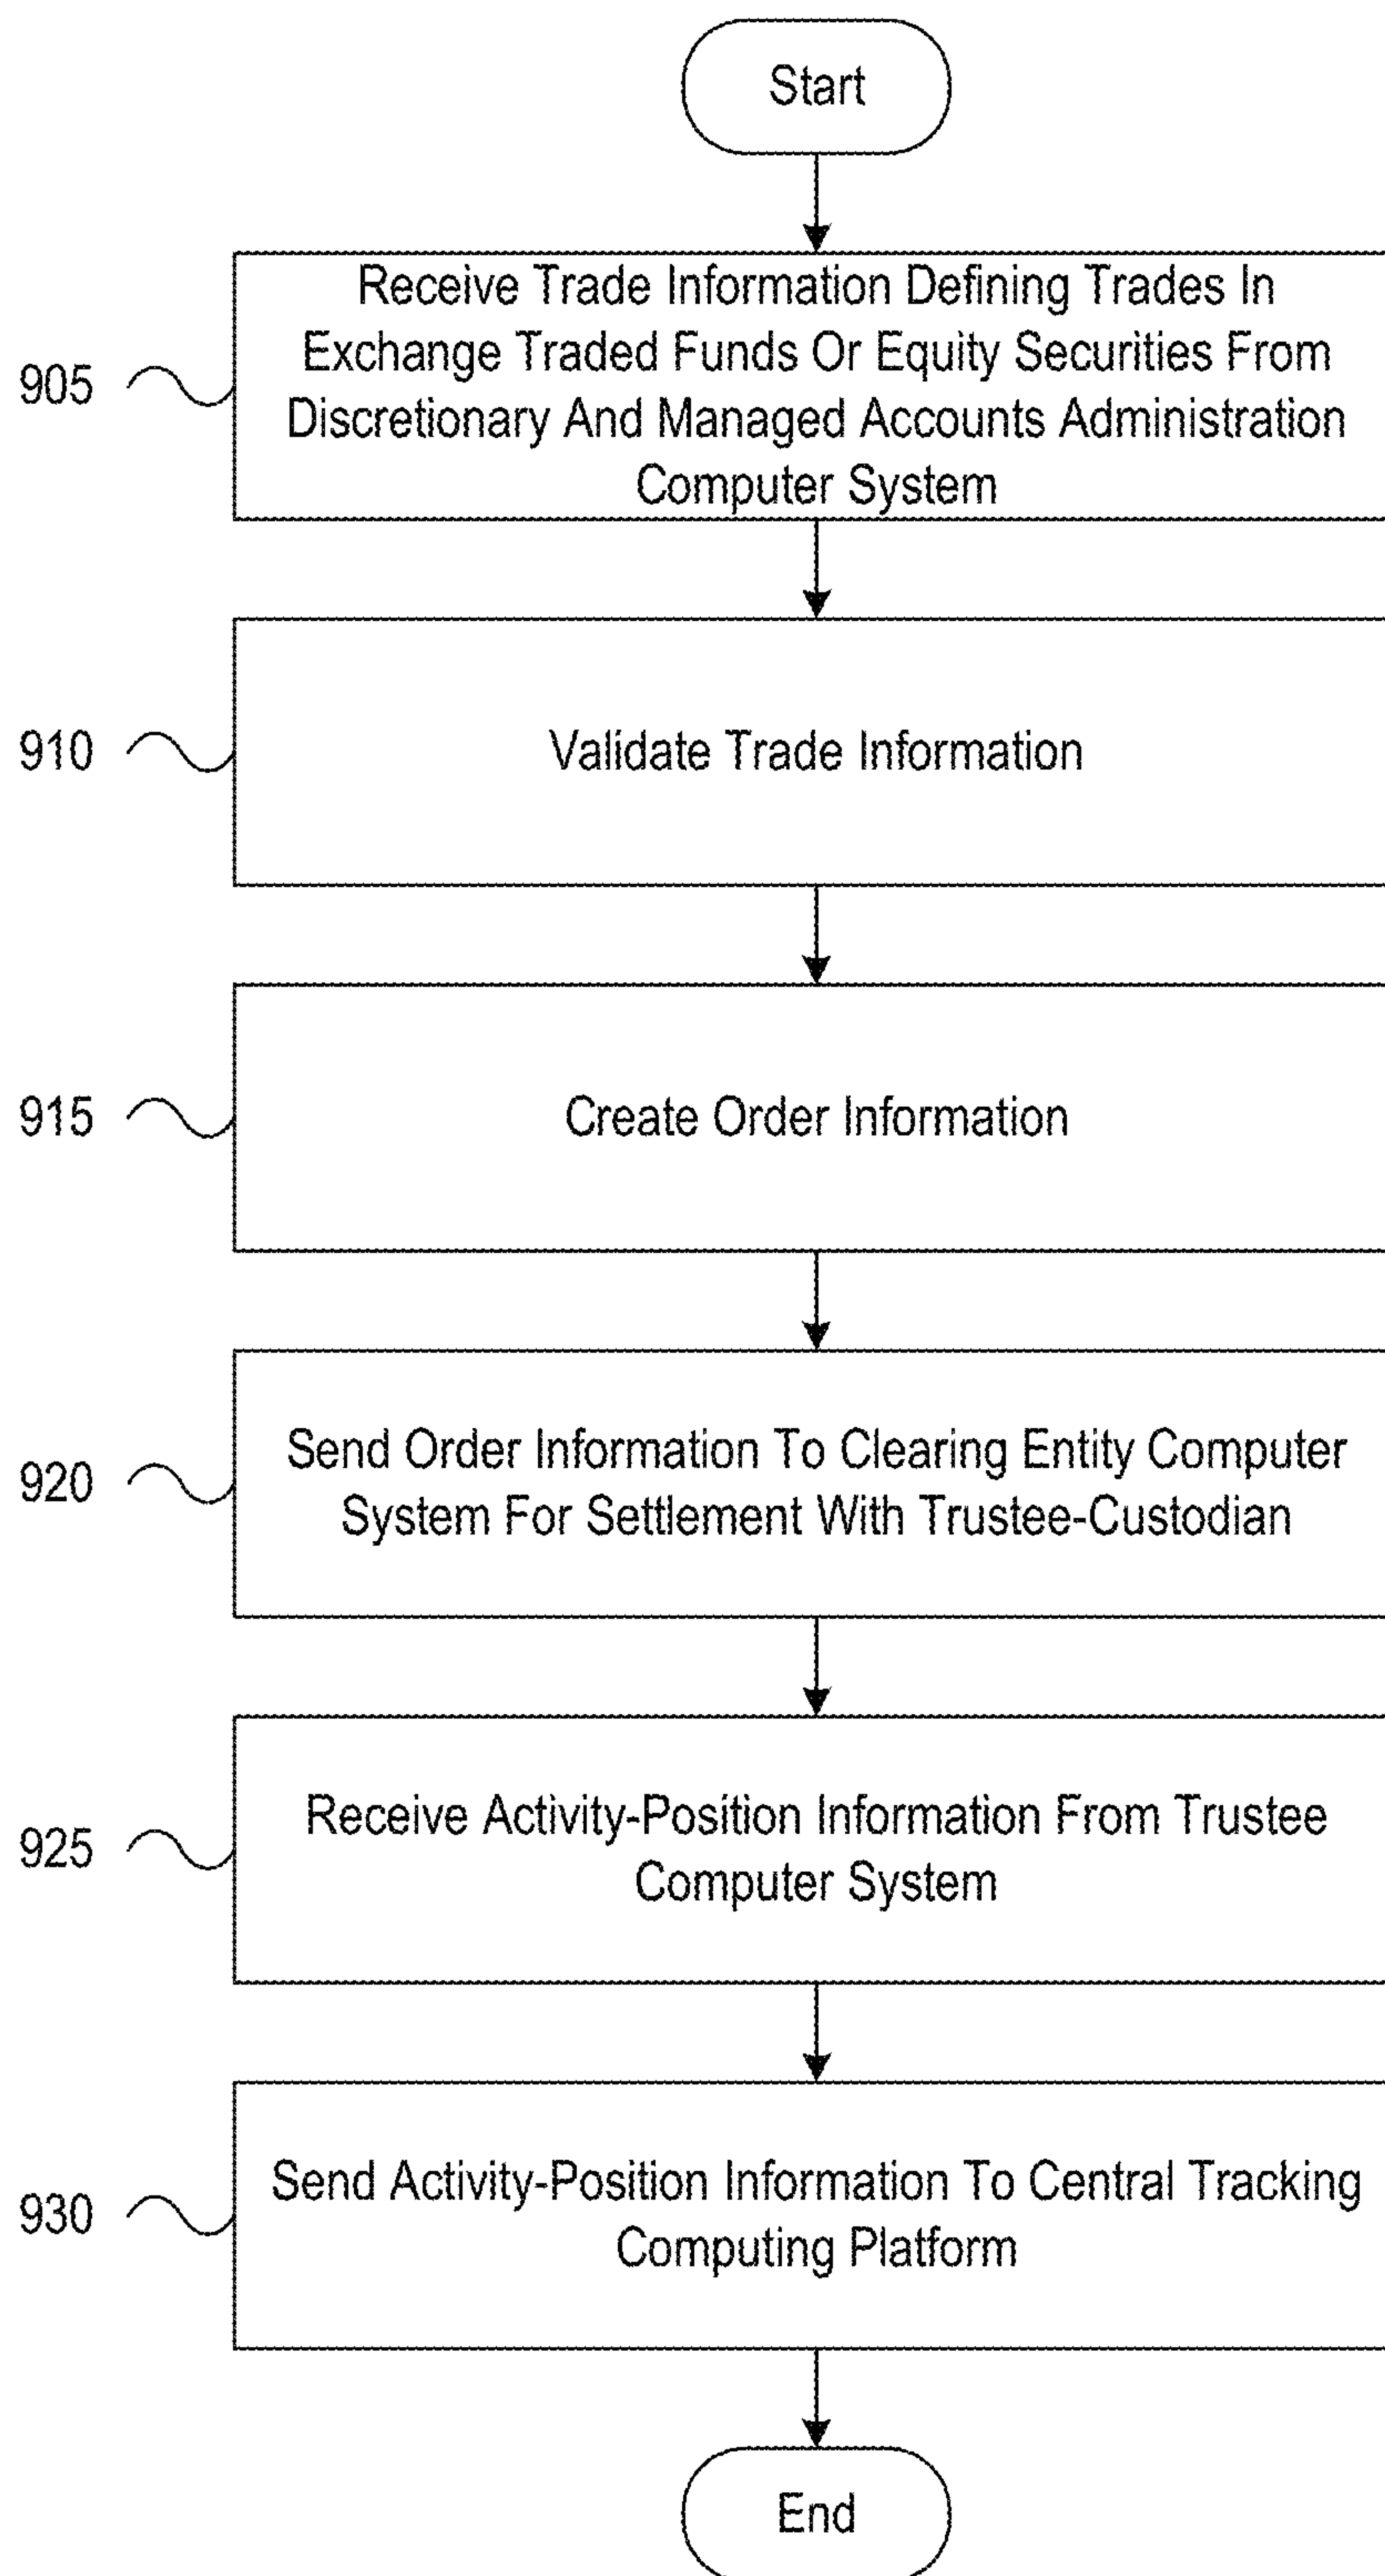 Start
905
Receive Trade Information Defining Trades In
Exchange Traded Funds Or Equity Securities From
Discretionary And Managed Accounts Administration
Computer System
910
Validate Trade Information
915
Create Order Information
920
Send Order Information To Clearing Entity Computer
System For Settlement With Trustee-Custodian
925
Receive Activity-Position Information From Trustee
Computer System
930
Send Activity-Position Information To Central Tracking
Computing Platform
End